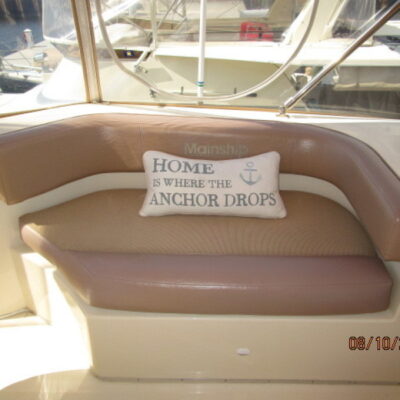 Mainship
HOME
IS WHERE THE
ANCHOR DROPS
08/10/2